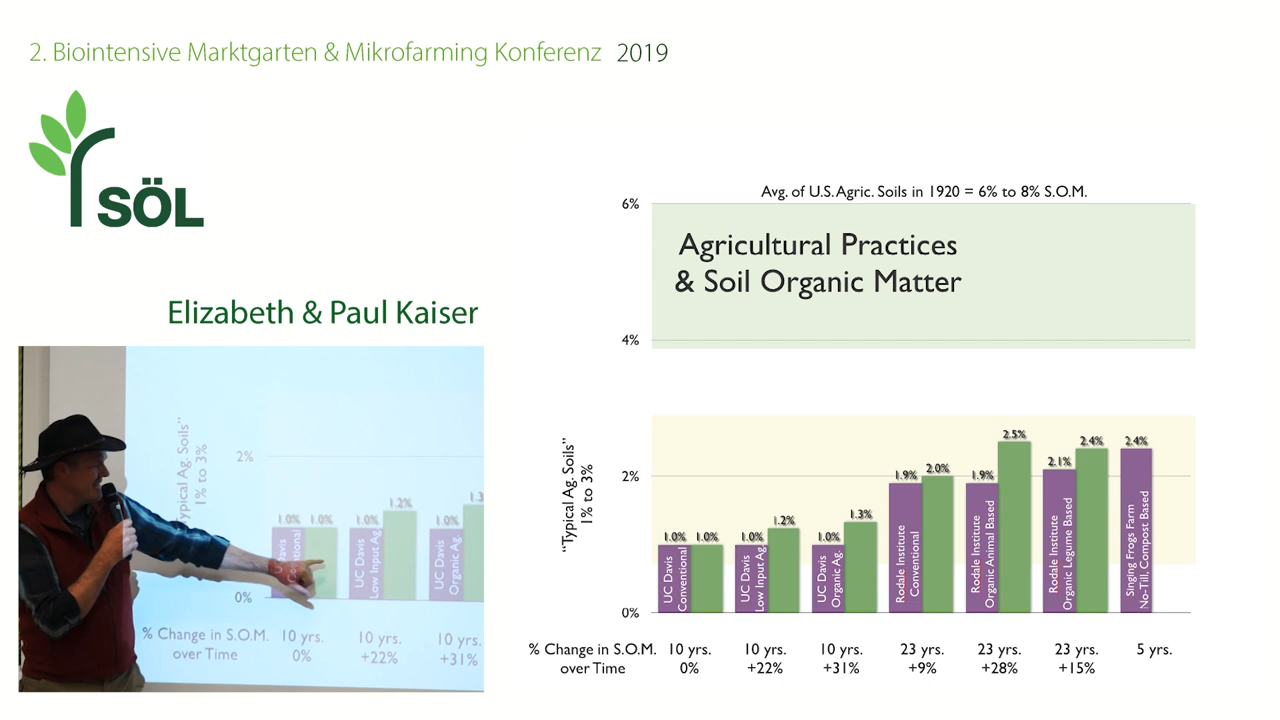 2. Biointensive Marktgarten & Mikrofarming Konferenz 2019
SÖL
Elizabeth & Paul Kaiser
Avg. of U.S. Agric. Soils in 1920 = 6% to 8% S.O.M.
6%
Agricultural Practices
& Soil Organic Matter
4%
"Typical Ag. Soils"
1% to 3%
2%
0%
1.0% 1.0% 1.0% 1.2% 1.0% 1.3% 1.9% 2.0% 1.9% 2.5% 2.1% 2.4% 2.4%
UC Davis
Conventional
UC Davis
Low Input Ag
UC Davis
Organic Ag.
Rodale Institute
Conventional
Rodale Institute
Organic Animal Based
Rodale Institute
Organic Legume Based
Singing Frogs Farm
No-Till, Compost Based
% Change in S.O.M. 10 yrs. 10 yrs. 10 yrs. 23 yrs. 23 yrs. 23 yrs. 5 yrs.
over Time 0% +22% +31% +9% +28% +15%
Typical Ag. Soils"
1% to 3%
2%
0%
1.0% 1.0% 1.0% 1.2% 1.0%
UC Davis
Low Input Ag
UC Davis
Organic Ag.
% Change in S.O.M. 10 yrs. 10 yrs. 10 yrs.
over Time 0% +22% +31%